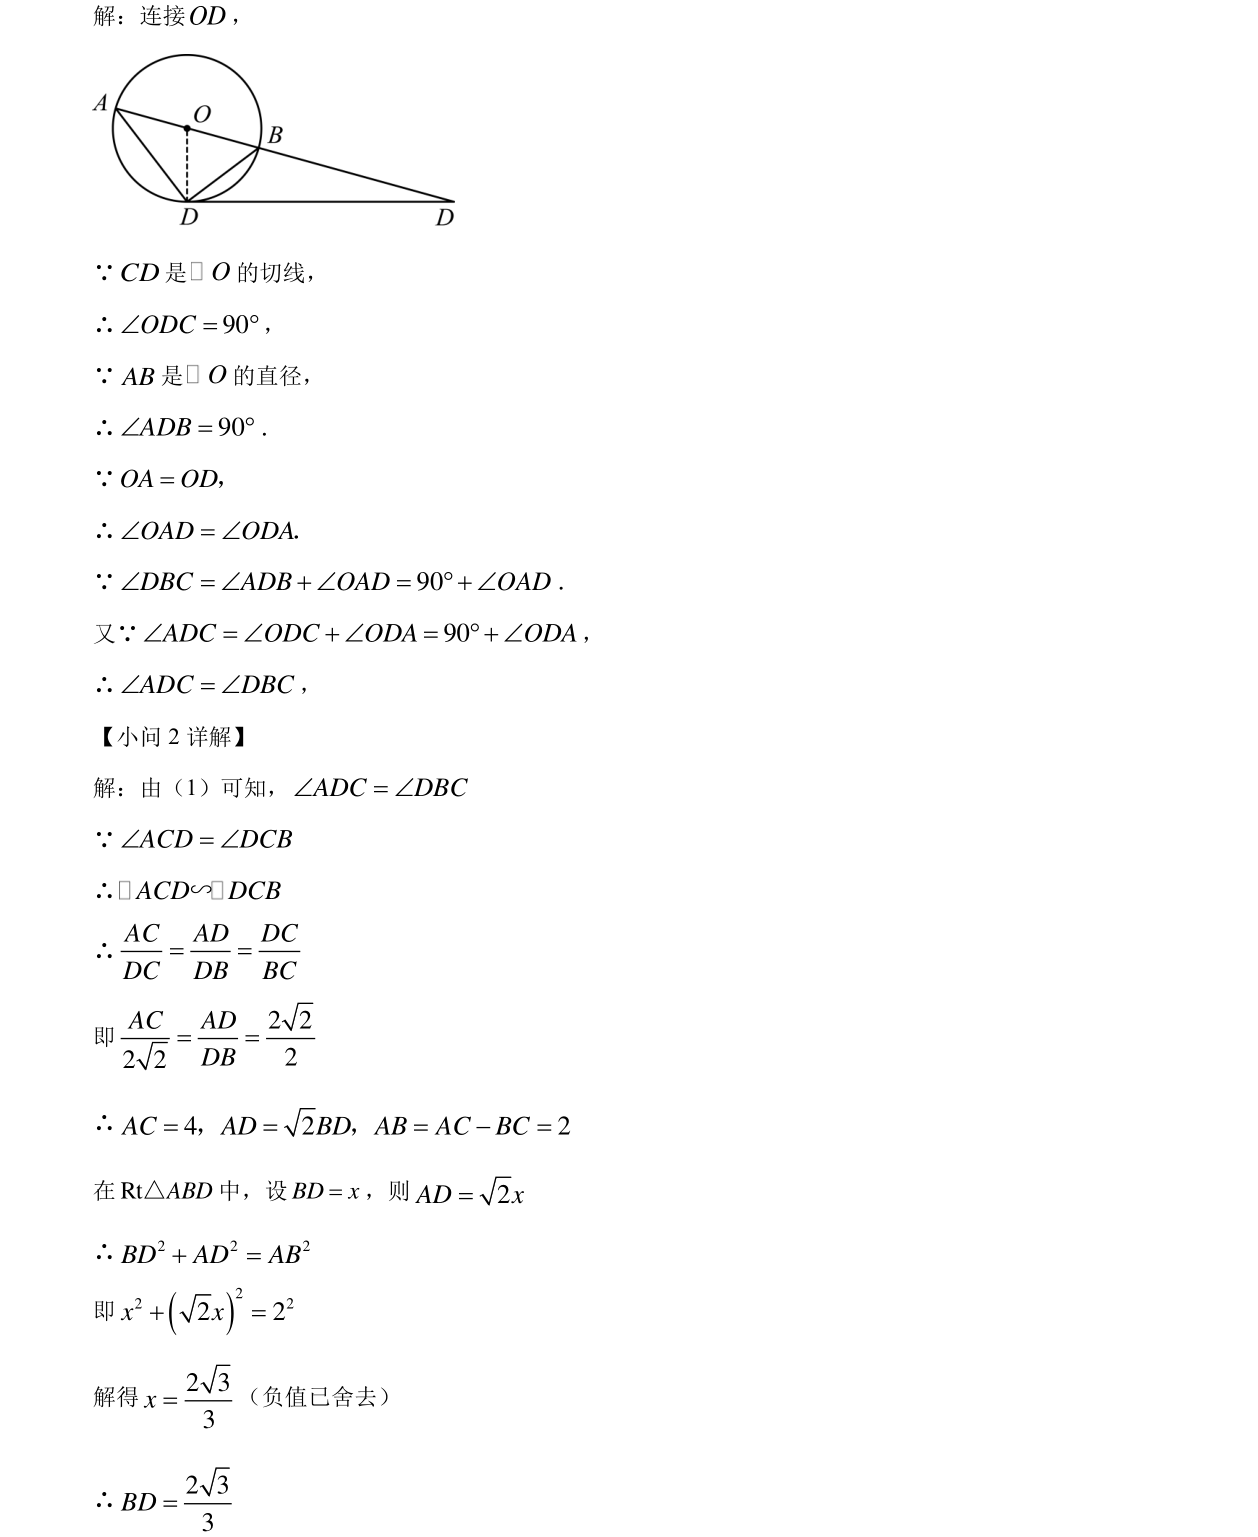 解：连接OD，
A
O
B
D
D
∵CD是□ O的切线，
∴∠ODC=90°，
∵AB是□ O的直径，
∴∠ADB=90°．
∵OA=OD，
∴∠OAD=∠ODA．
∵∠DBC=∠ADB+∠OAD=90°+∠OAD．
又∵∠ADC=∠ODC+∠ODA=90°+∠ODA，
∴∠ADC=∠DBC，
【小问 2 详解】
解：由（1）可知，∠ADC=∠DBC
∵∠ACD=∠DCB
∴□ ACD∽□ DCB
∴AC/DC=AD/DB=DC/BC
即AC/2√2=AD/DB=2√2/2
∴AC=4，AD=√2BD，AB=AC−BC=2
在Rt△ABD中，设BD=x，则AD=√2x
∴BD²+AD²=AB²
即x²+(√2x)²=2²
解得x=2√3/3（负值已舍去）
∴BD=2√3/3